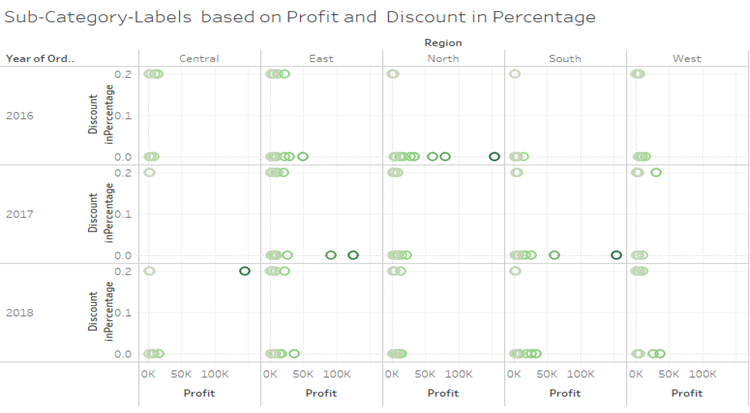 Sub-Category-Labels based on Profit and Discount in Percentage
Region
Year of Ord.. Central East North South West
2016
Discount
inPercentage
0.2
0.1
0.0
2017
Discount
inPercentage
0.2
0.1
0.0
2018
Discount
inPercentage
0.2
0.1
0.0
0K 50K 100K 0K 50K 100K 0K 50K 100K 0K 50K 100K 0K 50K 100K
Profit Profit Profit Profit Profit